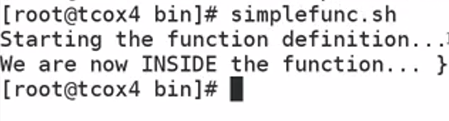 [root@tcox4 bin]# simplefunc.sh
Starting the function definition...
We are now INSIDE the function... }
[root@tcox4 bin]#